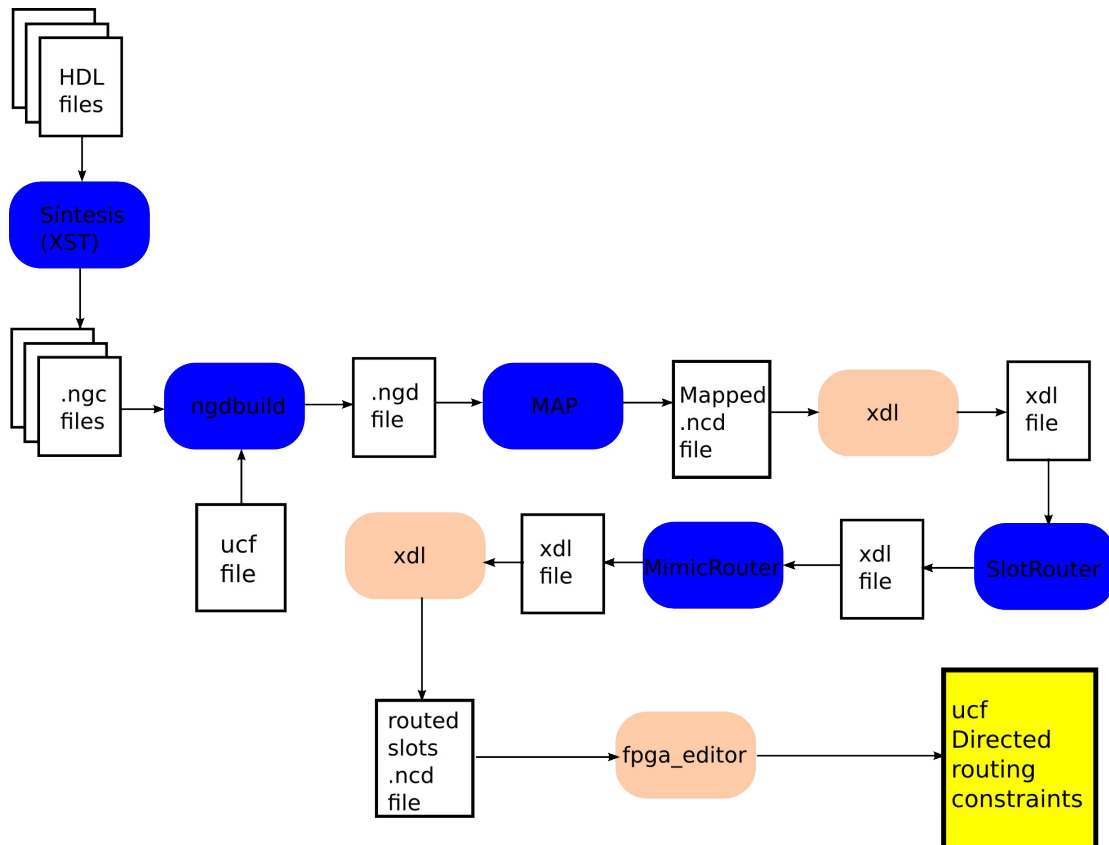 HDL
files
Síntesis
(XST)
.ngc
files
ngdbuild
.ngd
file
MAP
Mapped
.ncd
file
xdl
xdl
file
ucf
file
xdl
xdl
file
MimicRouter
xdl
file
SlotRouter
routed
slots
.ncd
file
fpga_editor
ucf
Directed
routing
constraints